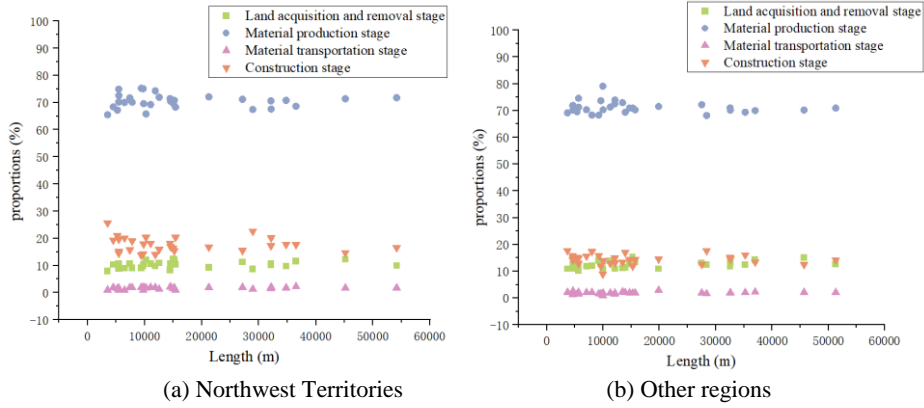 Land acquisition and removal stage
Material production stage
Material transportation stage
Construction stage
100
90
80
70
60
50
40
30
20
10
0
-10
proportions (%)
0 10000 20000 30000 40000 50000 60000
Length (m)
(a) Northwest Territories
Land acquisition and removal stage
Material production stage
Material transportation stage
Construction stage
100
90
80
70
60
50
40
30
20
10
0
-10
proportions (%)
0 10000 20000 30000 40000 50000 60000
Length (m)
(b) Other regions